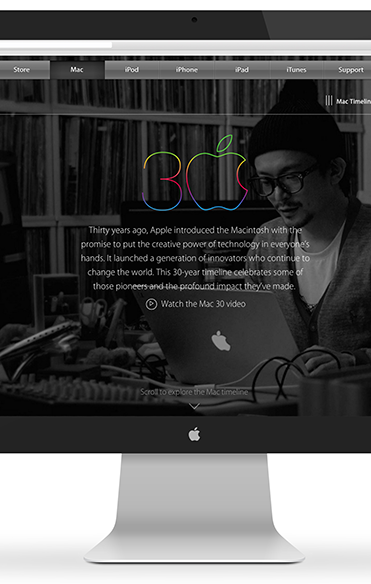 Store Mac iPod iPhone iPad iTunes Support
Mac Timelin
30
Thirty years ago, Apple introduced the Macintosh with the
promise to put the creative power of technology in everyone's
hands. It launched a generation of innovators who continue to
change the world. This 30-year timeline celebrates some of
those pioneers and the profound impact they've made.
Watch the Mac 30 video
Scroll to explore the Mac timeline